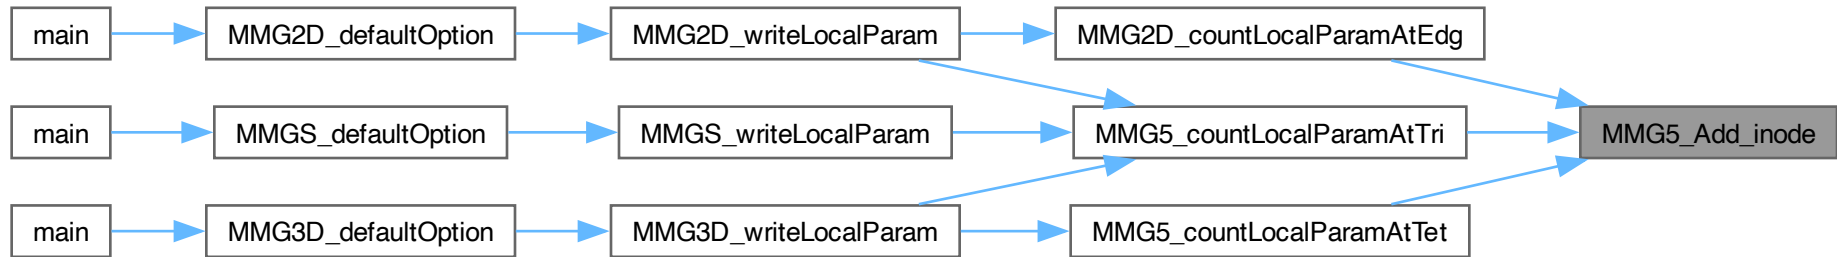 main
MMG2D_defaultOption
MMG2D_writeLocalParam
MMG2D_countLocalParamAtEdg
main
MMGS_defaultOption
MMGS_writeLocalParam
MMG5_countLocalParamAtTri
MMG5_Add_inode
main
MMG3D_defaultOption
MMG3D_writeLocalParam
MMG5_countLocalParamAtTet